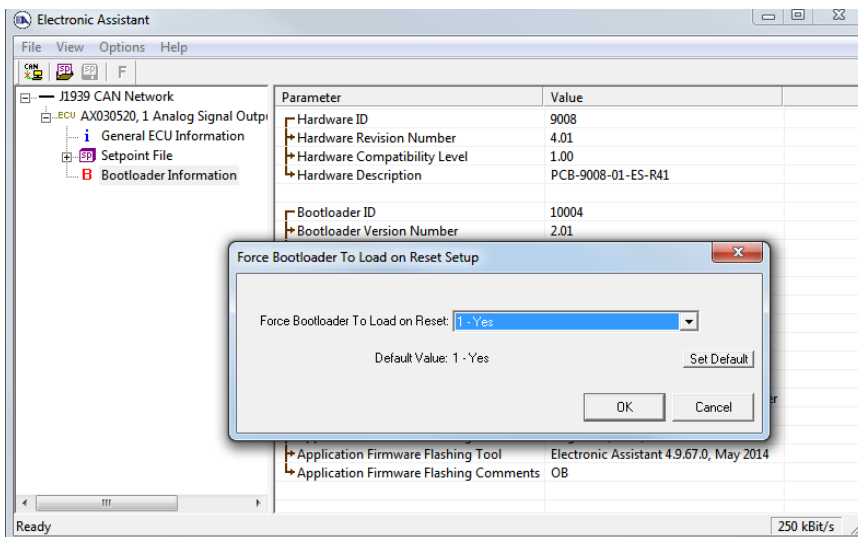 Electronic Assistant
File View Options Help
CAN SP SP F
J1939 CAN Network
ECU AX030520, 1 Analog Signal Outpu
i General ECU Information
SP Setpoint File
B Bootloader Information
Parameter Value
Hardware ID 9008
Hardware Revision Number 4.01
Hardware Compatibility Level 1.00
Hardware Description PCB-9008-01-ES-R41
Bootloader ID 10004
Bootloader Version Number 2.01
Force Bootloader To Load on Reset Setup
Force Bootloader To Load on Reset: 1 - Yes
Default Value: 1 - Yes Set Default
OK Cancel
Application Firmware Flashing Tool Electronic Assistant 4.9.67.0, May 2014
Application Firmware Flashing Comments OB
Ready 250 kBit/s